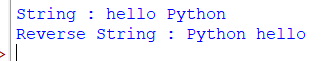 String : hello Python
Reverse String : Python hello
>